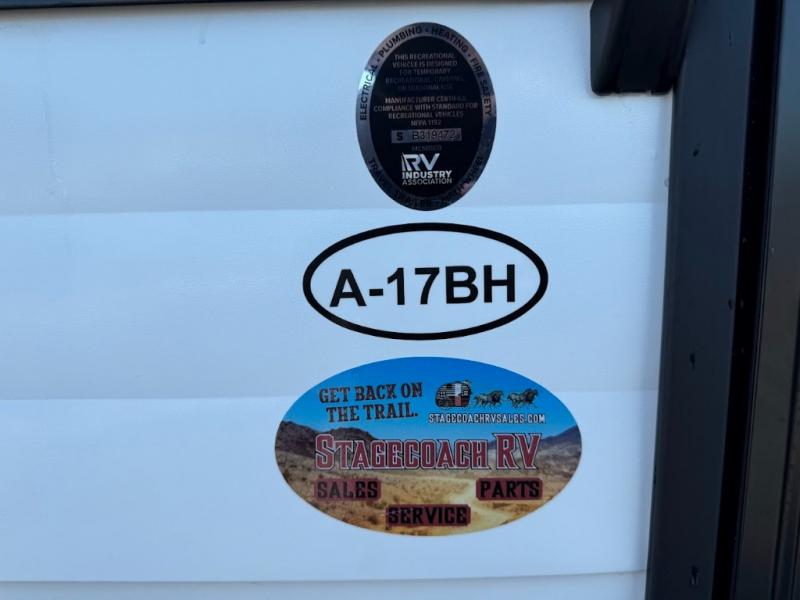 ELECTRICAL • PLUMBING • HEATING • FIRE SAFETY
THIS RECREATIONAL
VEHICLE IS DESIGNED
FOR TEMPORARY
RECREATIONAL, CAMPING,
OR SEASONAL USE
MANUFACTURER CERTIFIES
COMPLIANCE WITH STANDARD FOR
RECREATIONAL VEHICLES
NFPA 1192
S B319472
MEMBER
RV
INDUSTRY
ASSOCIATION
A-17BH
GET BACK ON
THE TRAIL.
STAGECOACHRVSALES.COM
STAGECOACH RV
SALES
PARTS
SERVICE